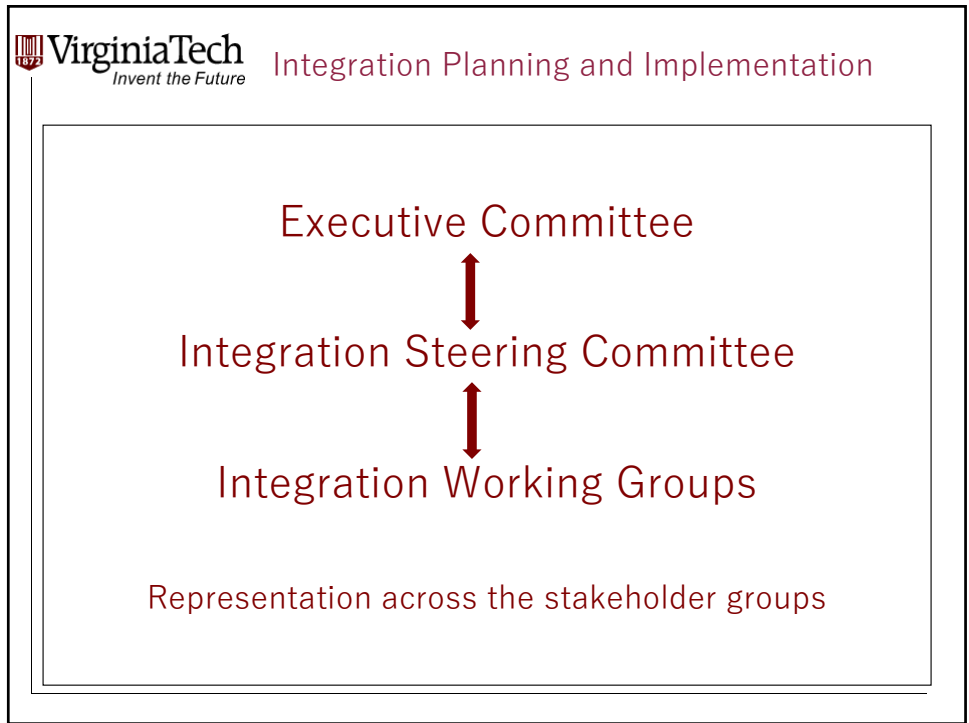 VirginiaTech
1872
Invent the Future
Integration Planning and Implementation
Executive Committee
Integration Steering Committee
Integration Working Groups
Representation across the stakeholder groups